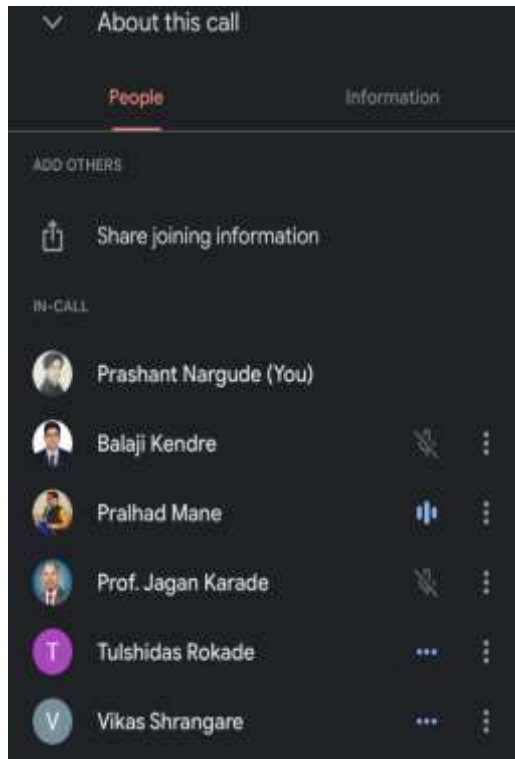 About this call
People Information
ADD OTHERS
Share joining information
IN-CALL
Prashant Nargude (You)
Balaji Kendre
Pralhad Mane
Prof. Jagan Karade
T Tulshidas Rokade
V Vikas Shrangare